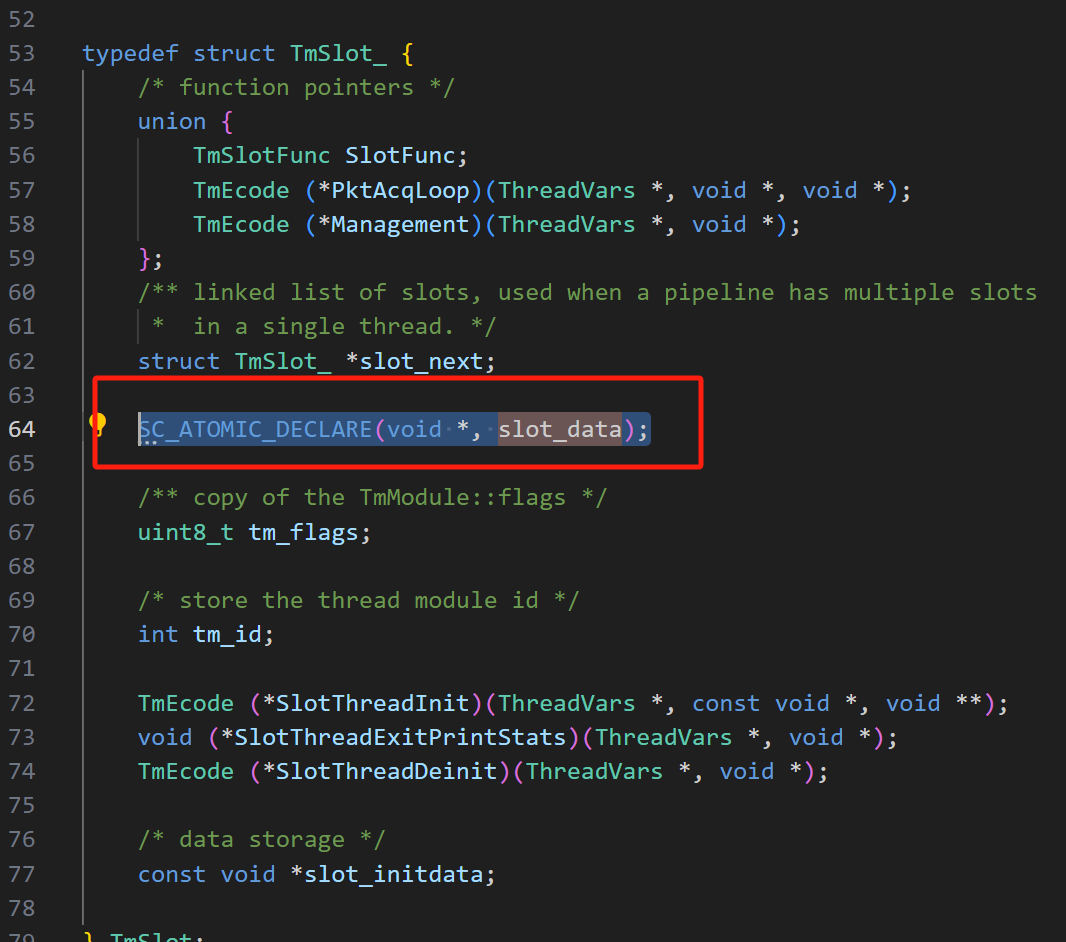 52
53 typedef struct TmSlot_ {
54     /* function pointers */
55     union {
56         TmSlotFunc SlotFunc;
57         TmEcode (*PktAcqLoop)(ThreadVars *, void *, void *);
58         TmEcode (*Management)(ThreadVars *, void *);
59     };
60     /** linked list of slots, used when a pipeline has multiple slots
61      *  in a single thread. */
62     struct TmSlot_ *slot_next;
63
64     SC_ATOMIC_DECLARE(void *, slot_data);
65
66     /** copy of the TmModule::flags */
67     uint8_t tm_flags;
68
69     /* store the thread module id */
70     int tm_id;
71
72     TmEcode (*SlotThreadInit)(ThreadVars *, const void *, void **);
73     void (*SlotThreadExitPrintStats)(ThreadVars *, void *);
74     TmEcode (*SlotThreadDeinit)(ThreadVars *, void *);
75
76     /* data storage */
77     const void *slot_initdata;
78
79 } TmSlot;